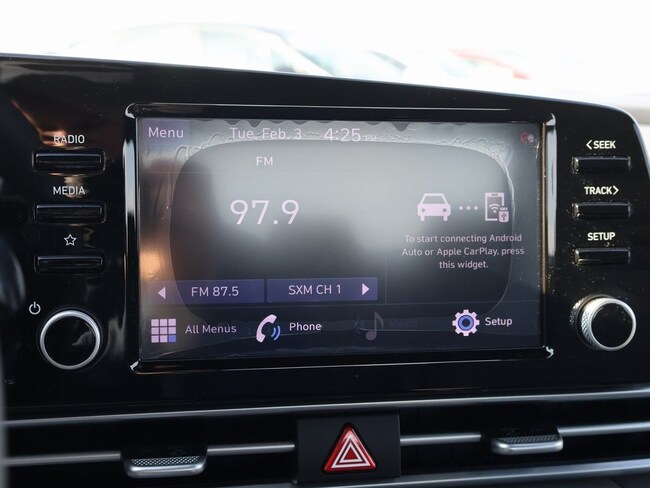 RADIO
MEDIA
Menu
Tue, Feb. 3 4:25 PM
FM
97.9
To start connecting Android
Auto or Apple CarPlay, press
this widget.
FM 87.5
SXM CH 1
All Menus
Phone
Setup
<SEEK
TRACK>
SETUP